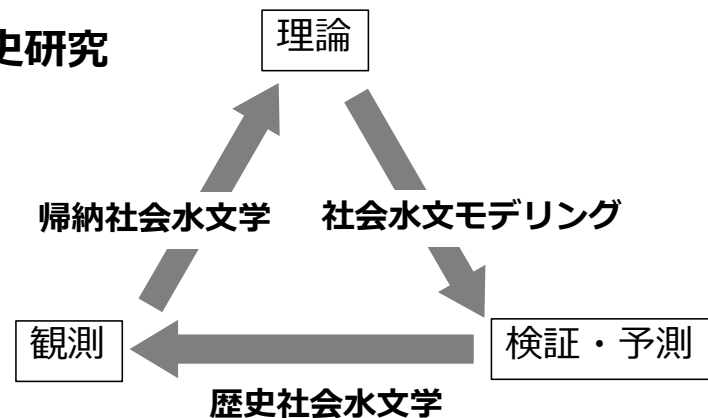 史研究
理論
帰納社会水文学
社会水文モデリング
観測
検証・予測
歴史社会水文学